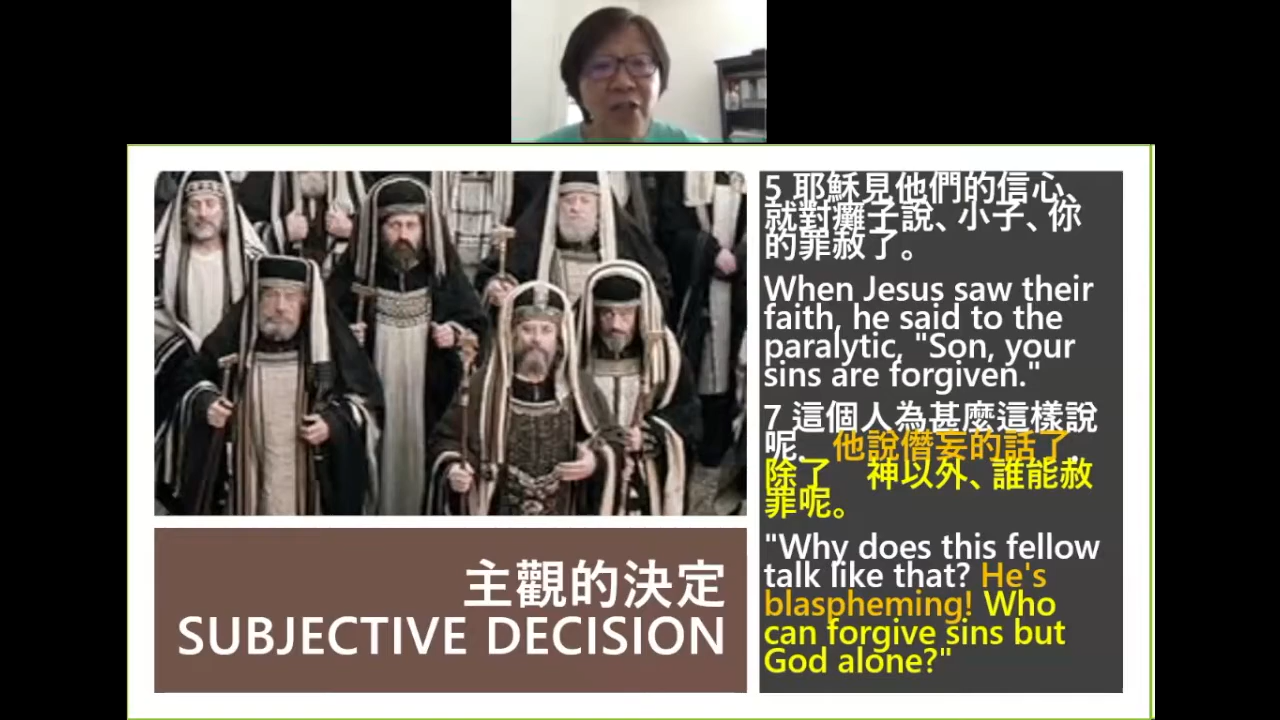 主觀的決定
SUBJECTIVE DECISION
5 耶穌見他們的信心、
就對癱子說、小子、你
的罪赦了。
When Jesus saw their
faith, he said to the
paralytic, "Son, your
sins are forgiven."
7 這個人為甚麼這樣說
呢． 他說僭妄的話了．
除了　神以外、誰能赦
罪呢。
"Why does this fellow
talk like that? He's
blaspheming! Who
can forgive sins but
God alone?"